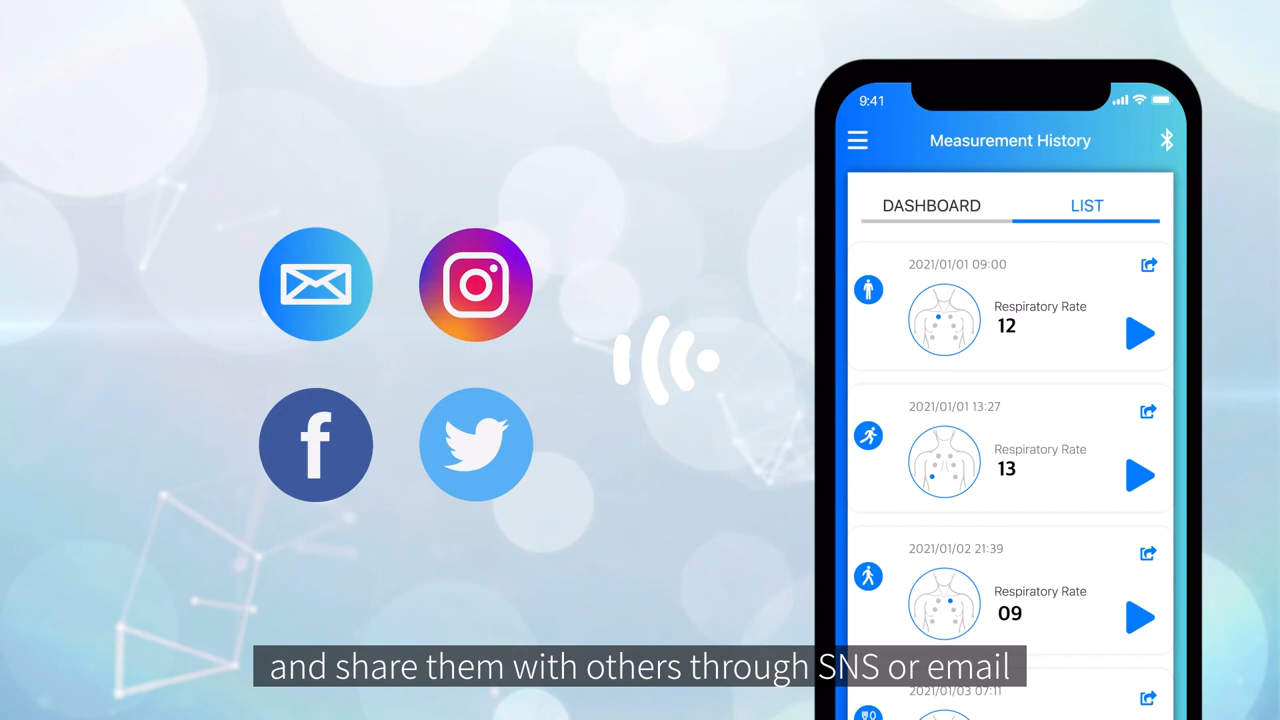 9:41
Measurement History
DASHBOARD LIST
2021/01/01 09:00
Respiratory Rate
12
2021/01/01 13:27
Respiratory Rate
13
2021/01/02 21:39
Respiratory Rate
09
and share them with others through SNS or email
2021/01/03 07:11